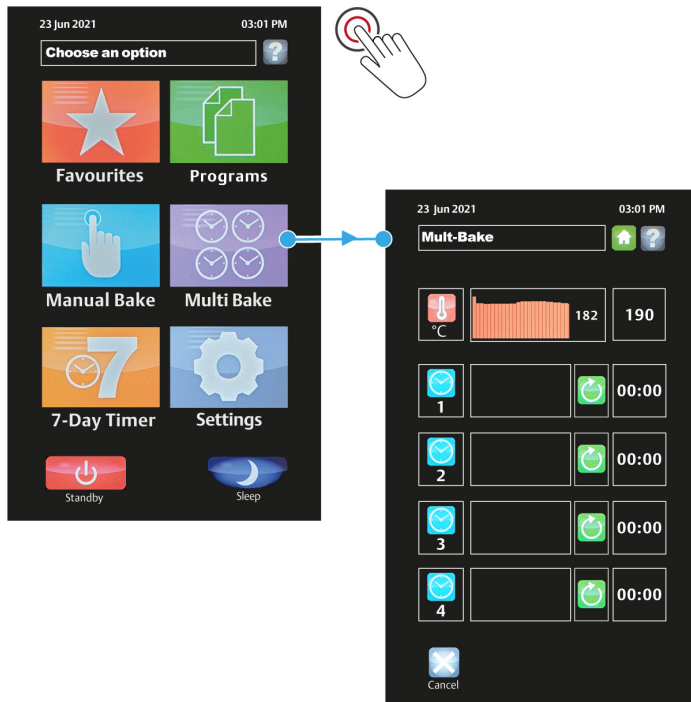 23 Jun 2021 03:01 PM
Choose an option ?
Favourites Programs
Manual Bake Multi Bake
7
7-Day Timer Settings
Standby Sleep
23 Jun 2021 03:01 PM
Mult-Bake ?
°C 182 190
1 00:00
2 00:00
3 00:00
4 00:00
Cancel